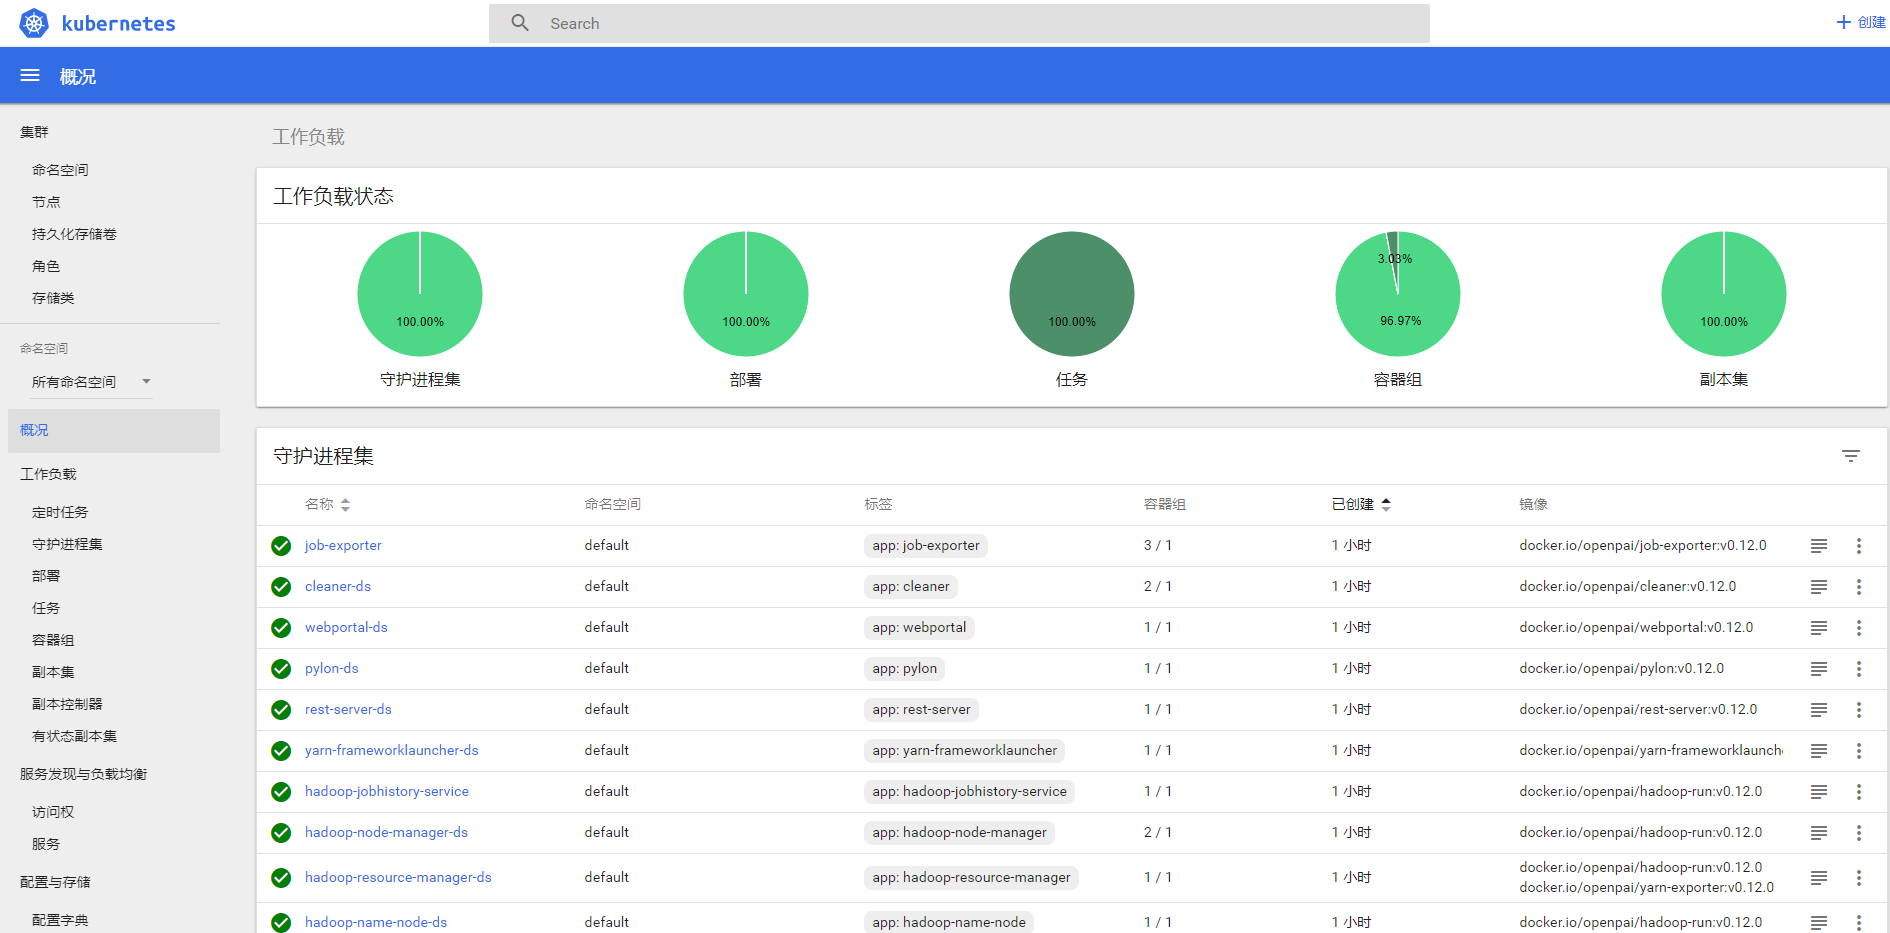 kubernetes
Search
创建
概况
集群
命名空间
节点
持久化存储卷
角色
存储类
命名空间
所有命名空间
概况
工作负载
定时任务
守护进程集
部署
任务
容器组
副本集
副本控制器
有状态副本集
服务发现与负载均衡
访问权
服务
配置与存储
配置字典
工作负载
工作负载状态
100.00%
守护进程集
100.00%
部署
100.00%
任务
3.03%
96.97%
容器组
100.00%
副本集
守护进程集
名称 命名空间 标签 容器组 已创建 镜像
job-exporter default app: job-exporter 3 / 1 1 小时 docker.io/openpai/job-exporter:v0.12.0
cleaner-ds default app: cleaner 2 / 1 1 小时 docker.io/openpai/cleaner:v0.12.0
webportal-ds default app: webportal 1 / 1 1 小时 docker.io/openpai/webportal:v0.12.0
pylon-ds default app: pylon 1 / 1 1 小时 docker.io/openpai/pylon:v0.12.0
rest-server-ds default app: rest-server 1 / 1 1 小时 docker.io/openpai/rest-server:v0.12.0
yarn-frameworklauncher-ds default app: yarn-frameworklauncher 1 / 1 1 小时 docker.io/openpai/yarn-frameworklaunch
hadoop-jobhistory-service default app: hadoop-jobhistory-service 1 / 1 1 小时 docker.io/openpai/hadoop-run:v0.12.0
hadoop-node-manager-ds default app: hadoop-node-manager 2 / 1 1 小时 docker.io/openpai/hadoop-run:v0.12.0
hadoop-resource-manager-ds default app: hadoop-resource-manager 1 / 1 1 小时 docker.io/openpai/hadoop-run:v0.12.0
docker.io/openpai/yarn-exporter:v0.12.0
hadoop-name-node-ds default app: hadoop-name-node 1 / 1 1 小时 docker.io/openpai/hadoop-run:v0.12.0